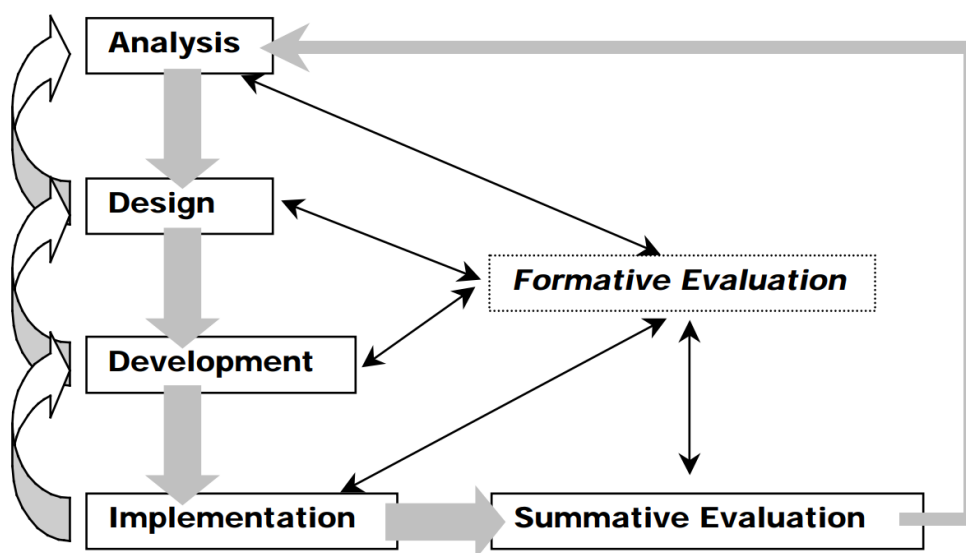 Analysis
Design
Formative Evaluation
Development
Implementation
Summative Evaluation